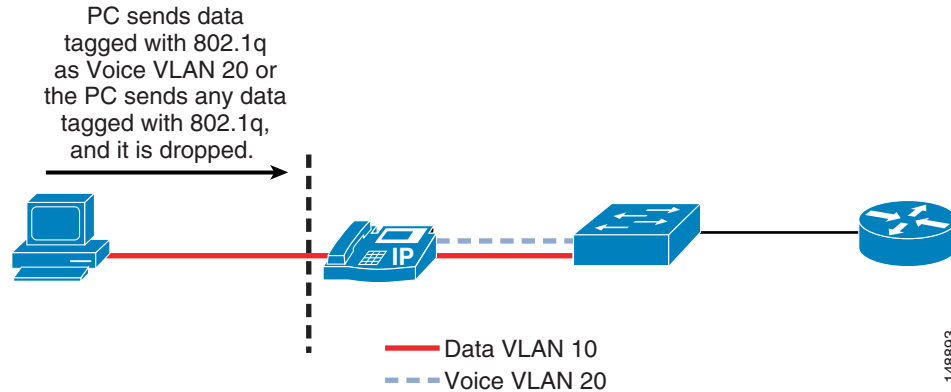 PC sends data
tagged with 802.1q
as Voice VLAN 20 or
the PC sends any data
tagged with 802.1q,
and it is dropped.
IP
Data VLAN 10
Voice VLAN 20
148893